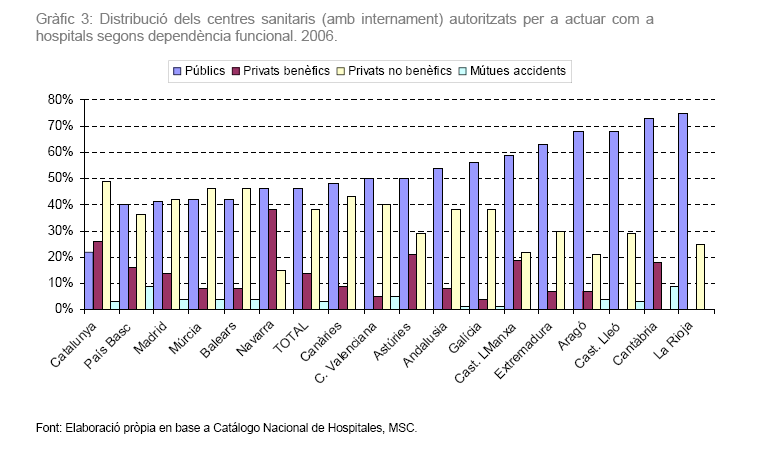 Gràfic 3: Distribució dels centres sanitaris (amb internament) autoritzats per a actuar com a
hospitals segons dependència funcional. 2006.
Públics Privats benèfics Privats no benèfics Mútues accidents
80%
70%
60%
50%
40%
30%
20%
10%
0%
Catalunya
País Basc
Madrid
Múrcia
Balears
Navarra
TOTAL
Canàries
C. Valenciana
Astúries
Andalusia
Galícia
Cast. LManxa
Extremadura
Aragó
Cast. Lleó
Cantàbria
La Rioja
Font: Elaboració pròpia en base a Catálogo Nacional de Hospitales, MSC.